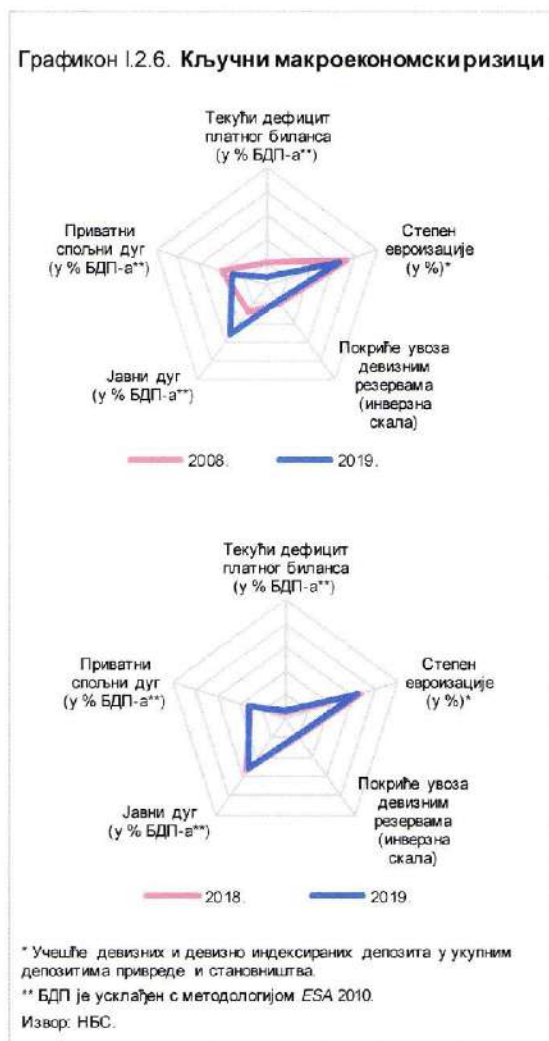 Графикон I.2.6. Кључни макроекономски ризици
Текући дефицит
платног биланса
(у % БДП-а**)
Приватни
спољни дуг
(у % БДП-а**)
Степен
евроизације
(у %)*
Јавни дуг
(у % БДП-а**)
Покриће увоза
девизним
резервама
(инверзна
скала)
2008.
2019.
Текући дефицит
платног биланса
(у % БДП-а**)
Приватни
спољни дуг
(у % БДП-а**)
Степен
евроизације
(у %)*
Јавни дуг
(у % БДП-а**)
Покриће увоза
девизним
резервама
(инверзна
скала)
2018.
2019.
* Учешће девизних и девизно индексираних депозита у укупним
депозитима привреде и становништва.
** БДП је усклађен с методологијом ESA 2010.
Извор: НБС.